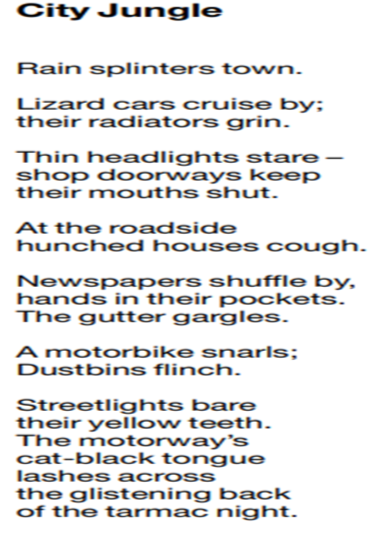 City Jungle
Rain splinters town.
Lizard cars cruise by;
their radiators grin.
Thin headlights stare –
shop doorways keep
their mouths shut.
At the roadside
hunched houses cough.
Newspapers shuffle by,
hands in their pockets.
The gutter gargles.
A motorbike snarls;
Dustbins flinch.
Streetlights bare
their yellow teeth.
The motorway’s
cat-black tongue
lashes across
the glistening back
of the tarmac night.